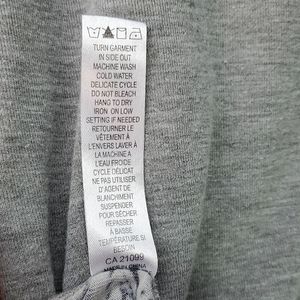 TURN GARMENT
IN SIDE OUT
MACHINE WASH
COLD WATER
DELICATE CYCLE
DO NOT BLEACH
HANG TO DRY
IRON ON LOW
SETTING IF NEEDED
RETOURNER LE
VÊTEMENT À
L'ENVERS LAVER À
LA MACHINE A
L'EAU FROIDE
CYCLE DÉLICAT
NE PAS UTILISER
D'AGENT DE
BLANCHIMENT
SUSPENDER
POUR SÉCHER
REPASSER
À BASSE
TEMPÉRATURE SI
BESOIN
CA 21099
MADE IN CHINA